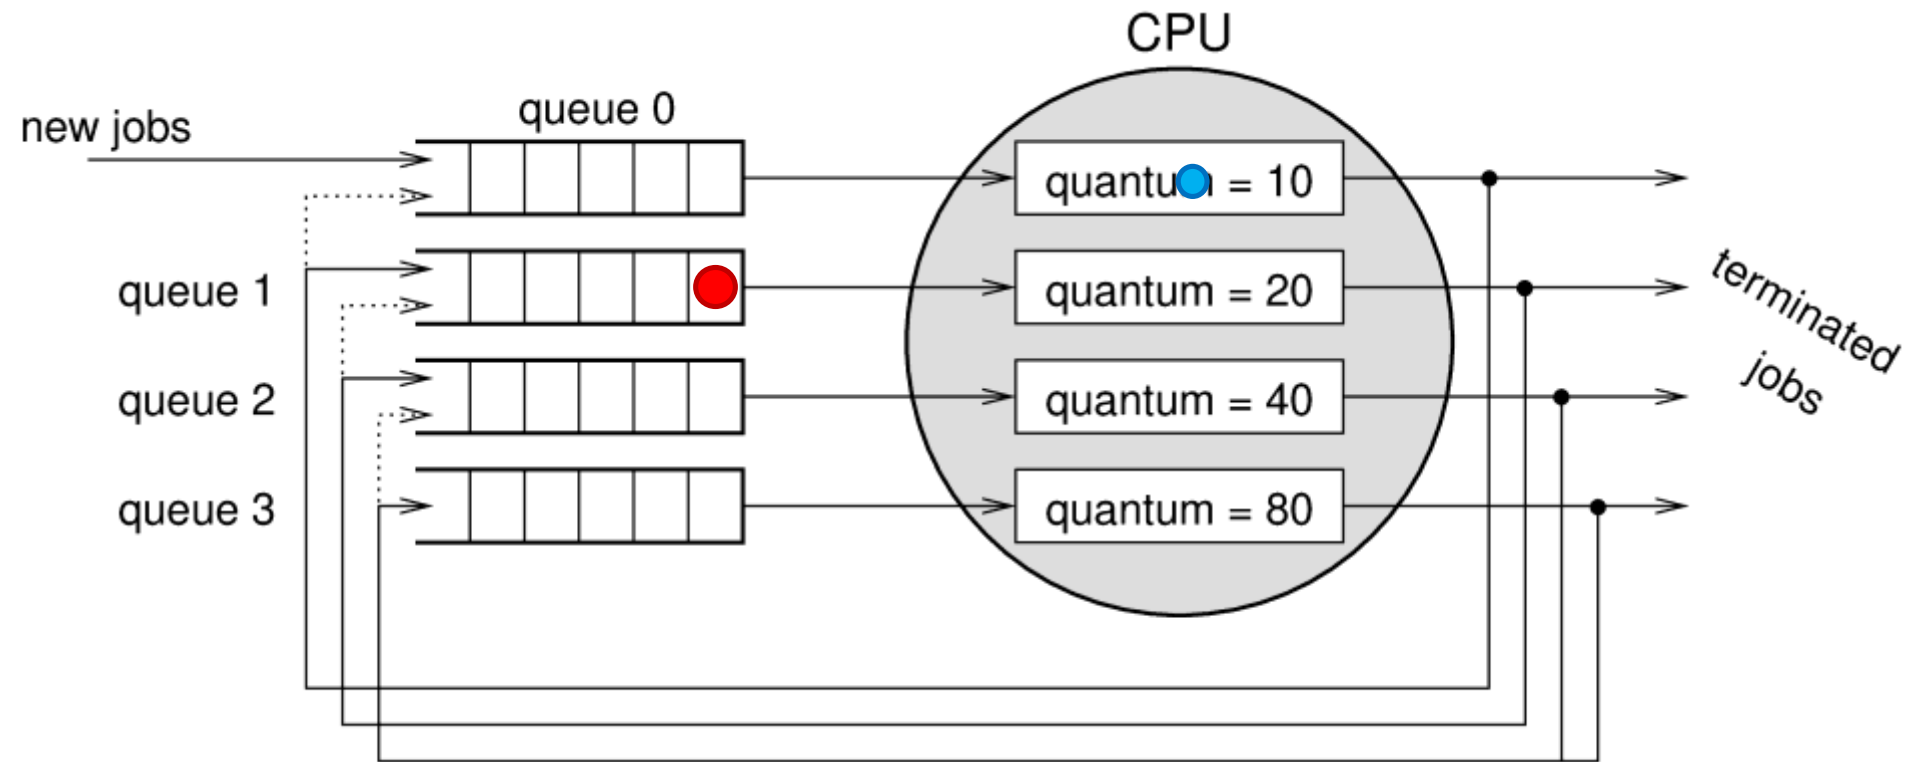 CPU
queue 0
new jobs
quantum = 10
queue 1
quantum = 20
terminated
jobs
queue 2
quantum = 40
queue 3
quantum = 80